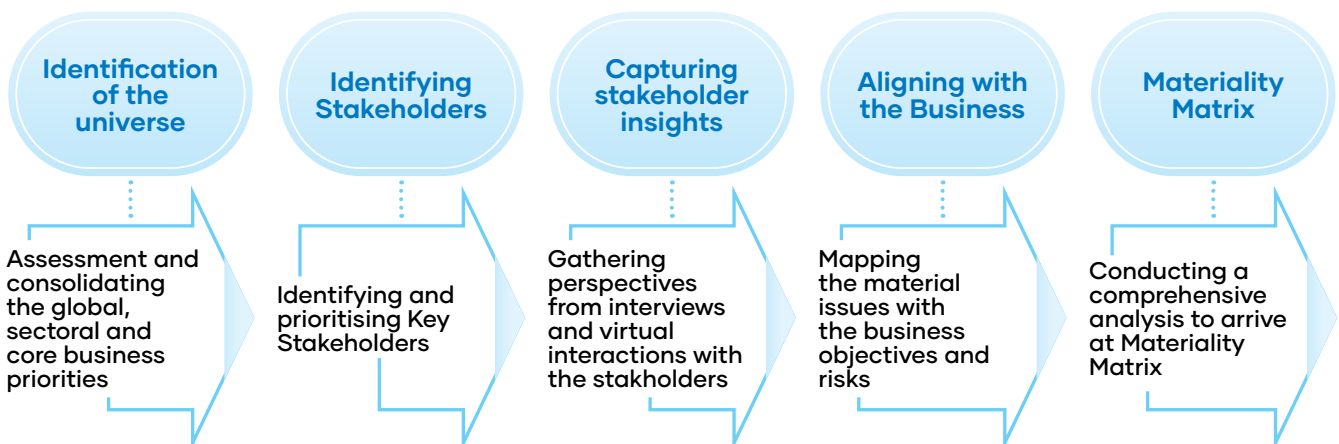 Identification
of the
universe
Identifying
Stakeholders
Capturing
stakeholder
insights
Aligning with
the Business
Materiality
Matrix
Assessment and
consolidating
the global,
sectoral and
core business
priorities
Identifying and
prioritising Key
Stakeholders
Gathering
perspectives
from interviews
and virtual
interactions with
the stakholders
Mapping
the material
issues with
the business
objectives and
risks
Conducting a
comprehensive
analysis to arrive
at Materiality
Matrix